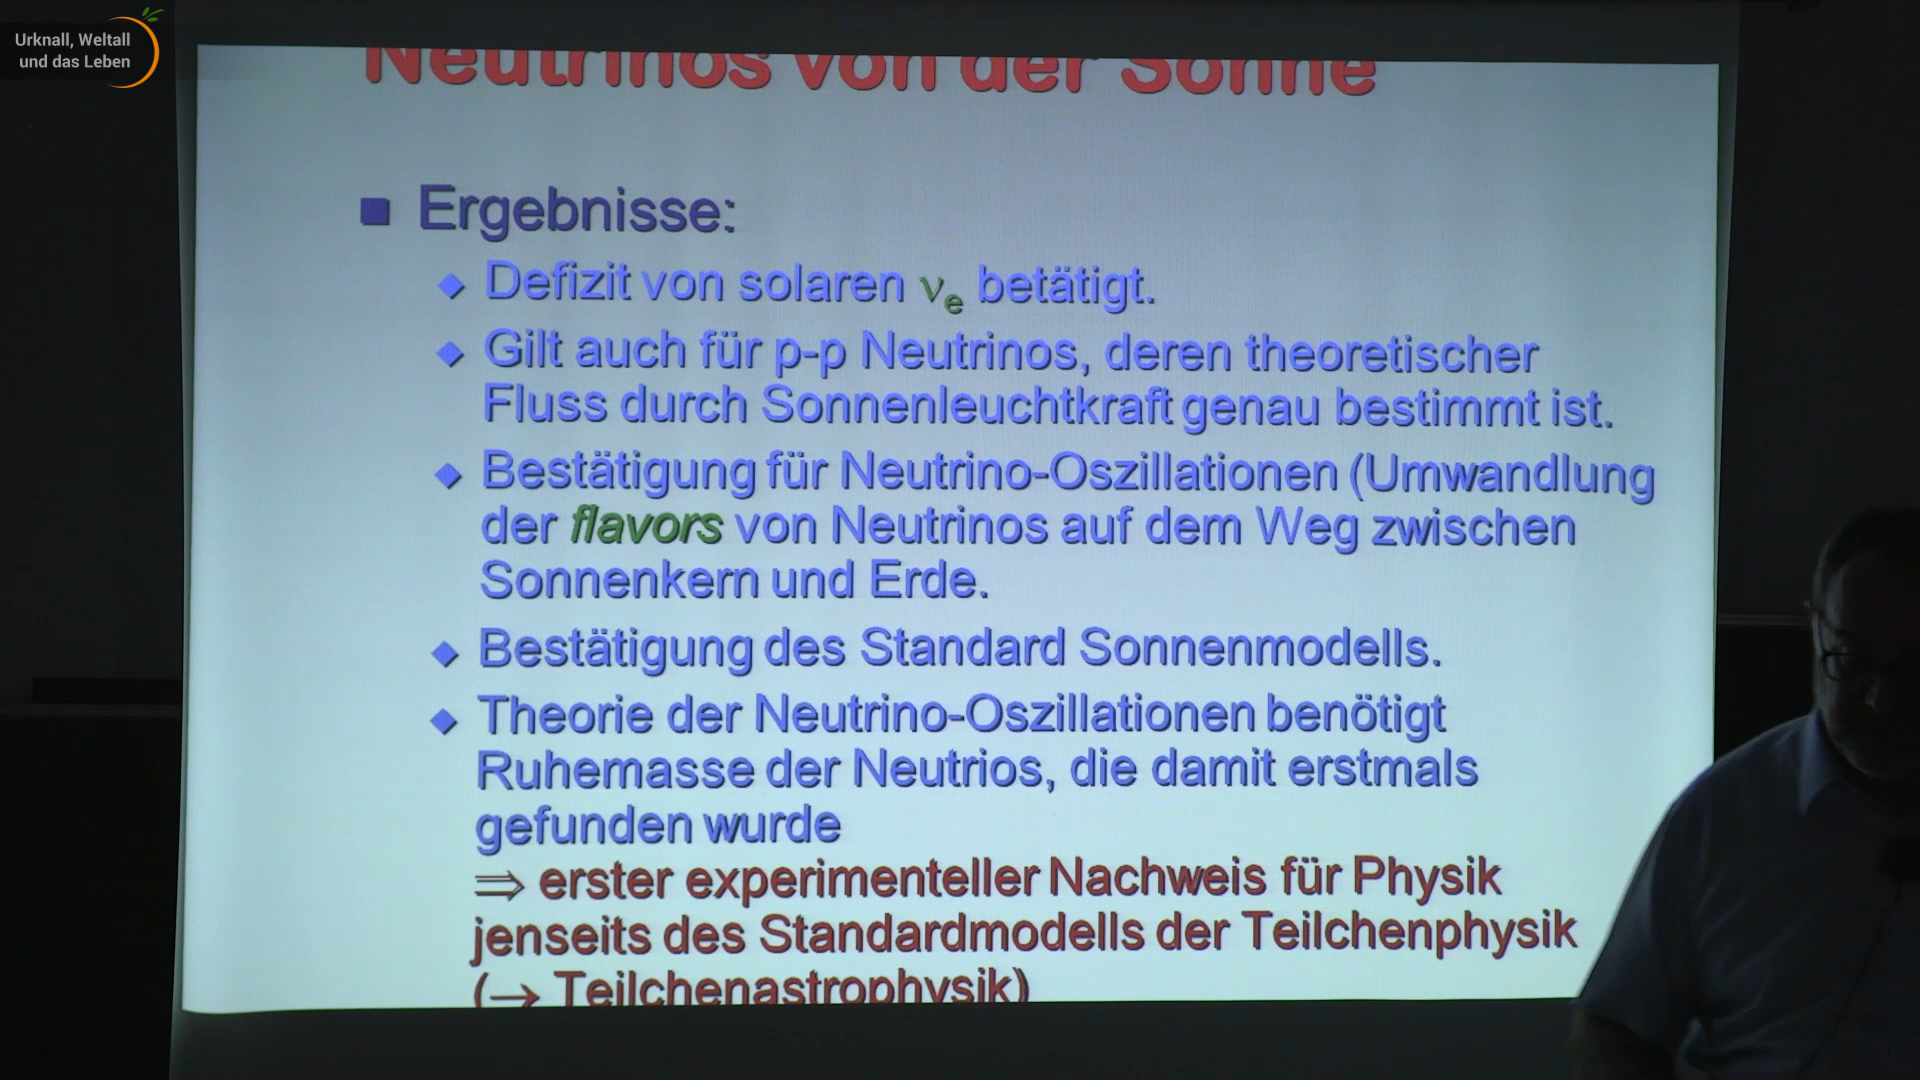 Urknall, Weltall
und das Leben
Neutrinos von der Sonne
Ergebnisse:
Defizit von solaren νe betätigt.
Gilt auch für p-p Neutrinos, deren theoretischer
Fluss durch Sonnenleuchtkraft genau bestimmt ist.
Bestätigung für Neutrino-Oszillationen (Umwandlung
der flavors von Neutrinos auf dem Weg zwischen
Sonnenkern und Erde.
Bestätigung des Standard Sonnenmodells.
Theorie der Neutrino-Oszillationen benötigt
Ruhemasse der Neutrios, die damit erstmals
gefunden wurde
⇒ erster experimenteller Nachweis für Physik
jenseits des Standardmodells der Teilchenphysik
(→ Teilchenastrophysik)